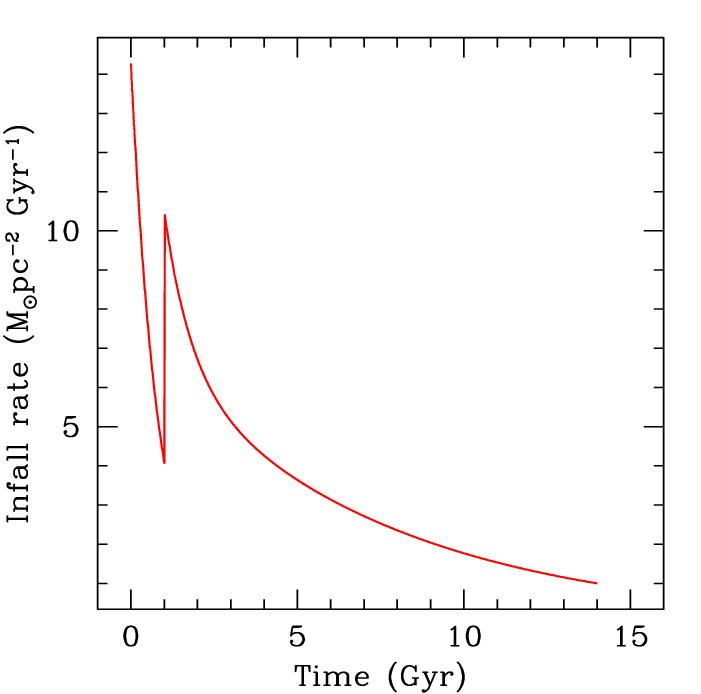 Infall rate (M☉pc⁻² Gyr⁻¹)
10
5
0 5 10 15
Time (Gyr)